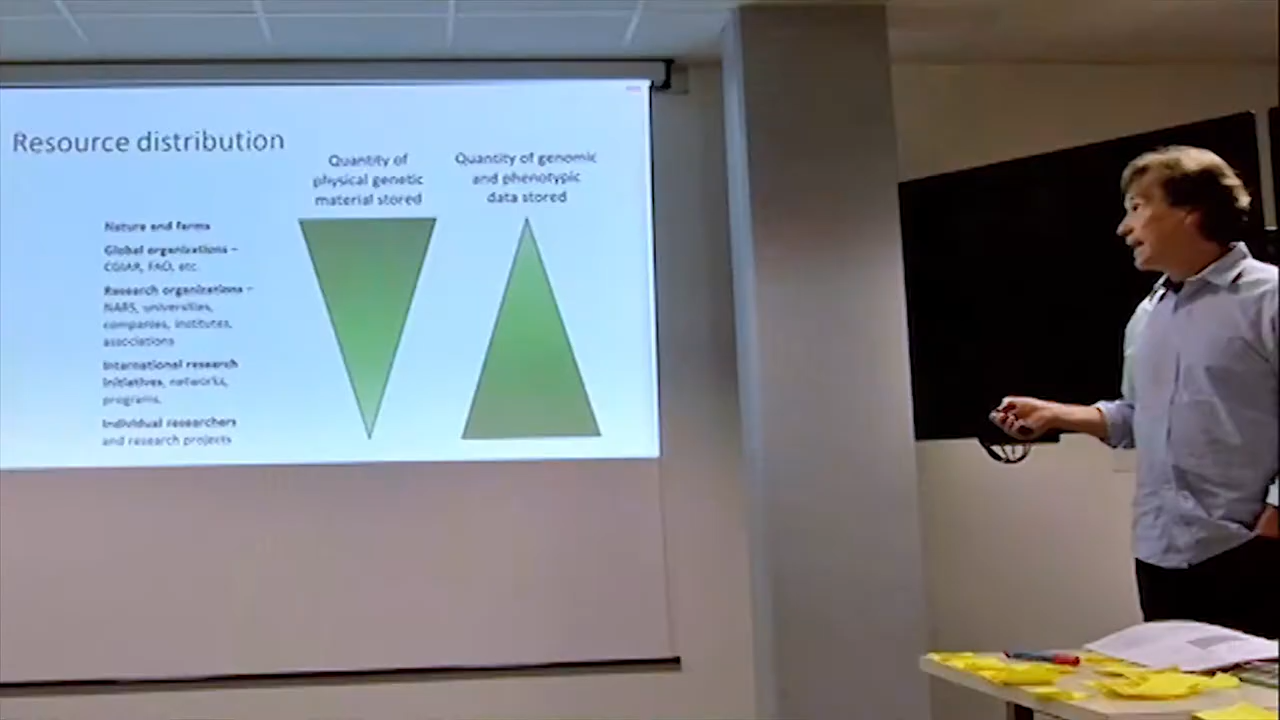 Resource distribution
Quantity of
physical genetic
material stored
Quantity of genomic
and phenotypic
data stored
Nature and farms
Global organizations –
CGIAR, FAO, etc.
Research organizations –
NARS, universities,
companies, institutes,
associations
International research
initiatives, networks,
programs.
Individual researchers
and research projects